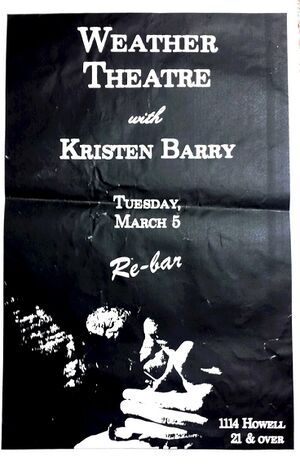 WEATHER
THEATRE
with
KRISTEN BARRY
TUESDAY,
MARCH 5
Re-bar
1114 HOWELL
21 & OVER